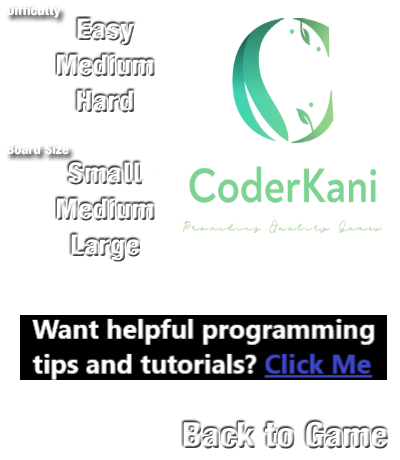 Difficulty
Easy
Medium
Hard
Board Size
Small
Medium
Large
CoderKani
Providing Quality Games
Want helpful programming
tips and tutorials? Click Me
Back to Game